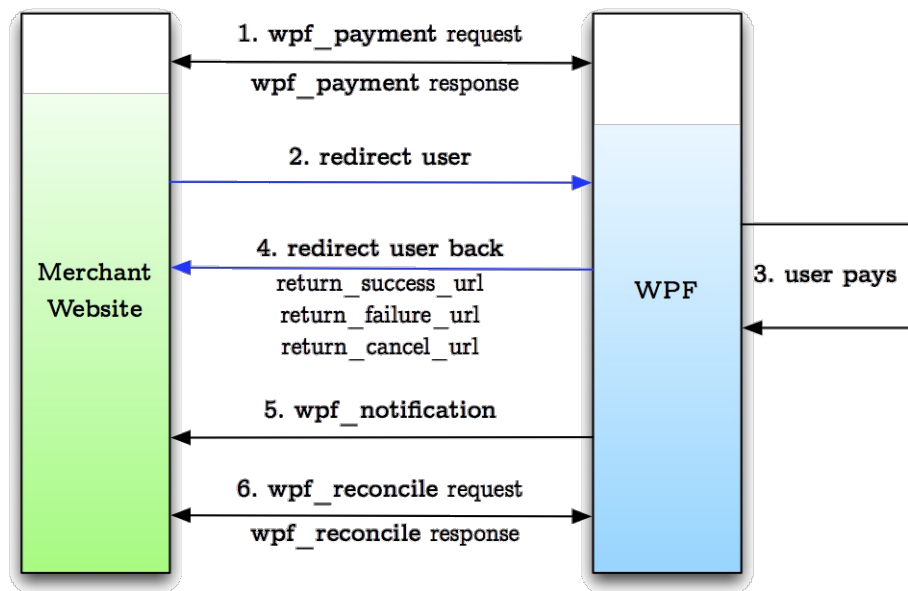 1. wpf_payment request
wpf_payment response
2. redirect user
4. redirect user back
return_success_url
return_failure_url
return_cancel_url
3. user pays
Merchant
Website
WPF
5. wpf_notification
6. wpf_reconcile request
wpf_reconcile response